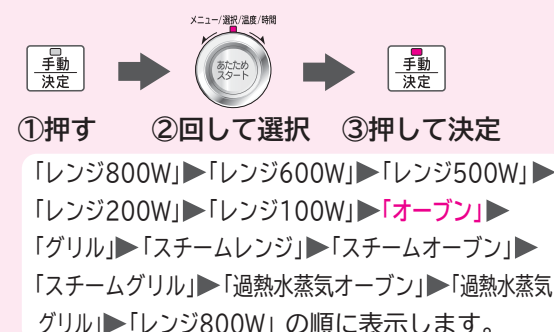 メニュー/選択/温度/時間
手動
決定
あたため
スタート
手動
決定
①押す ②回して選択 ③押して決定
「レンジ800W」▶「レンジ600W」▶「レンジ500W」▶
「レンジ200W」▶「レンジ100W」▶「オーブン」▶
「グリル」▶「スチームレンジ」▶「スチームオーブン」▶
「スチームグリル」▶「過熱水蒸気オーブン」▶「過熱水蒸気
グリル」▶「レンジ800W」の順に表示します。